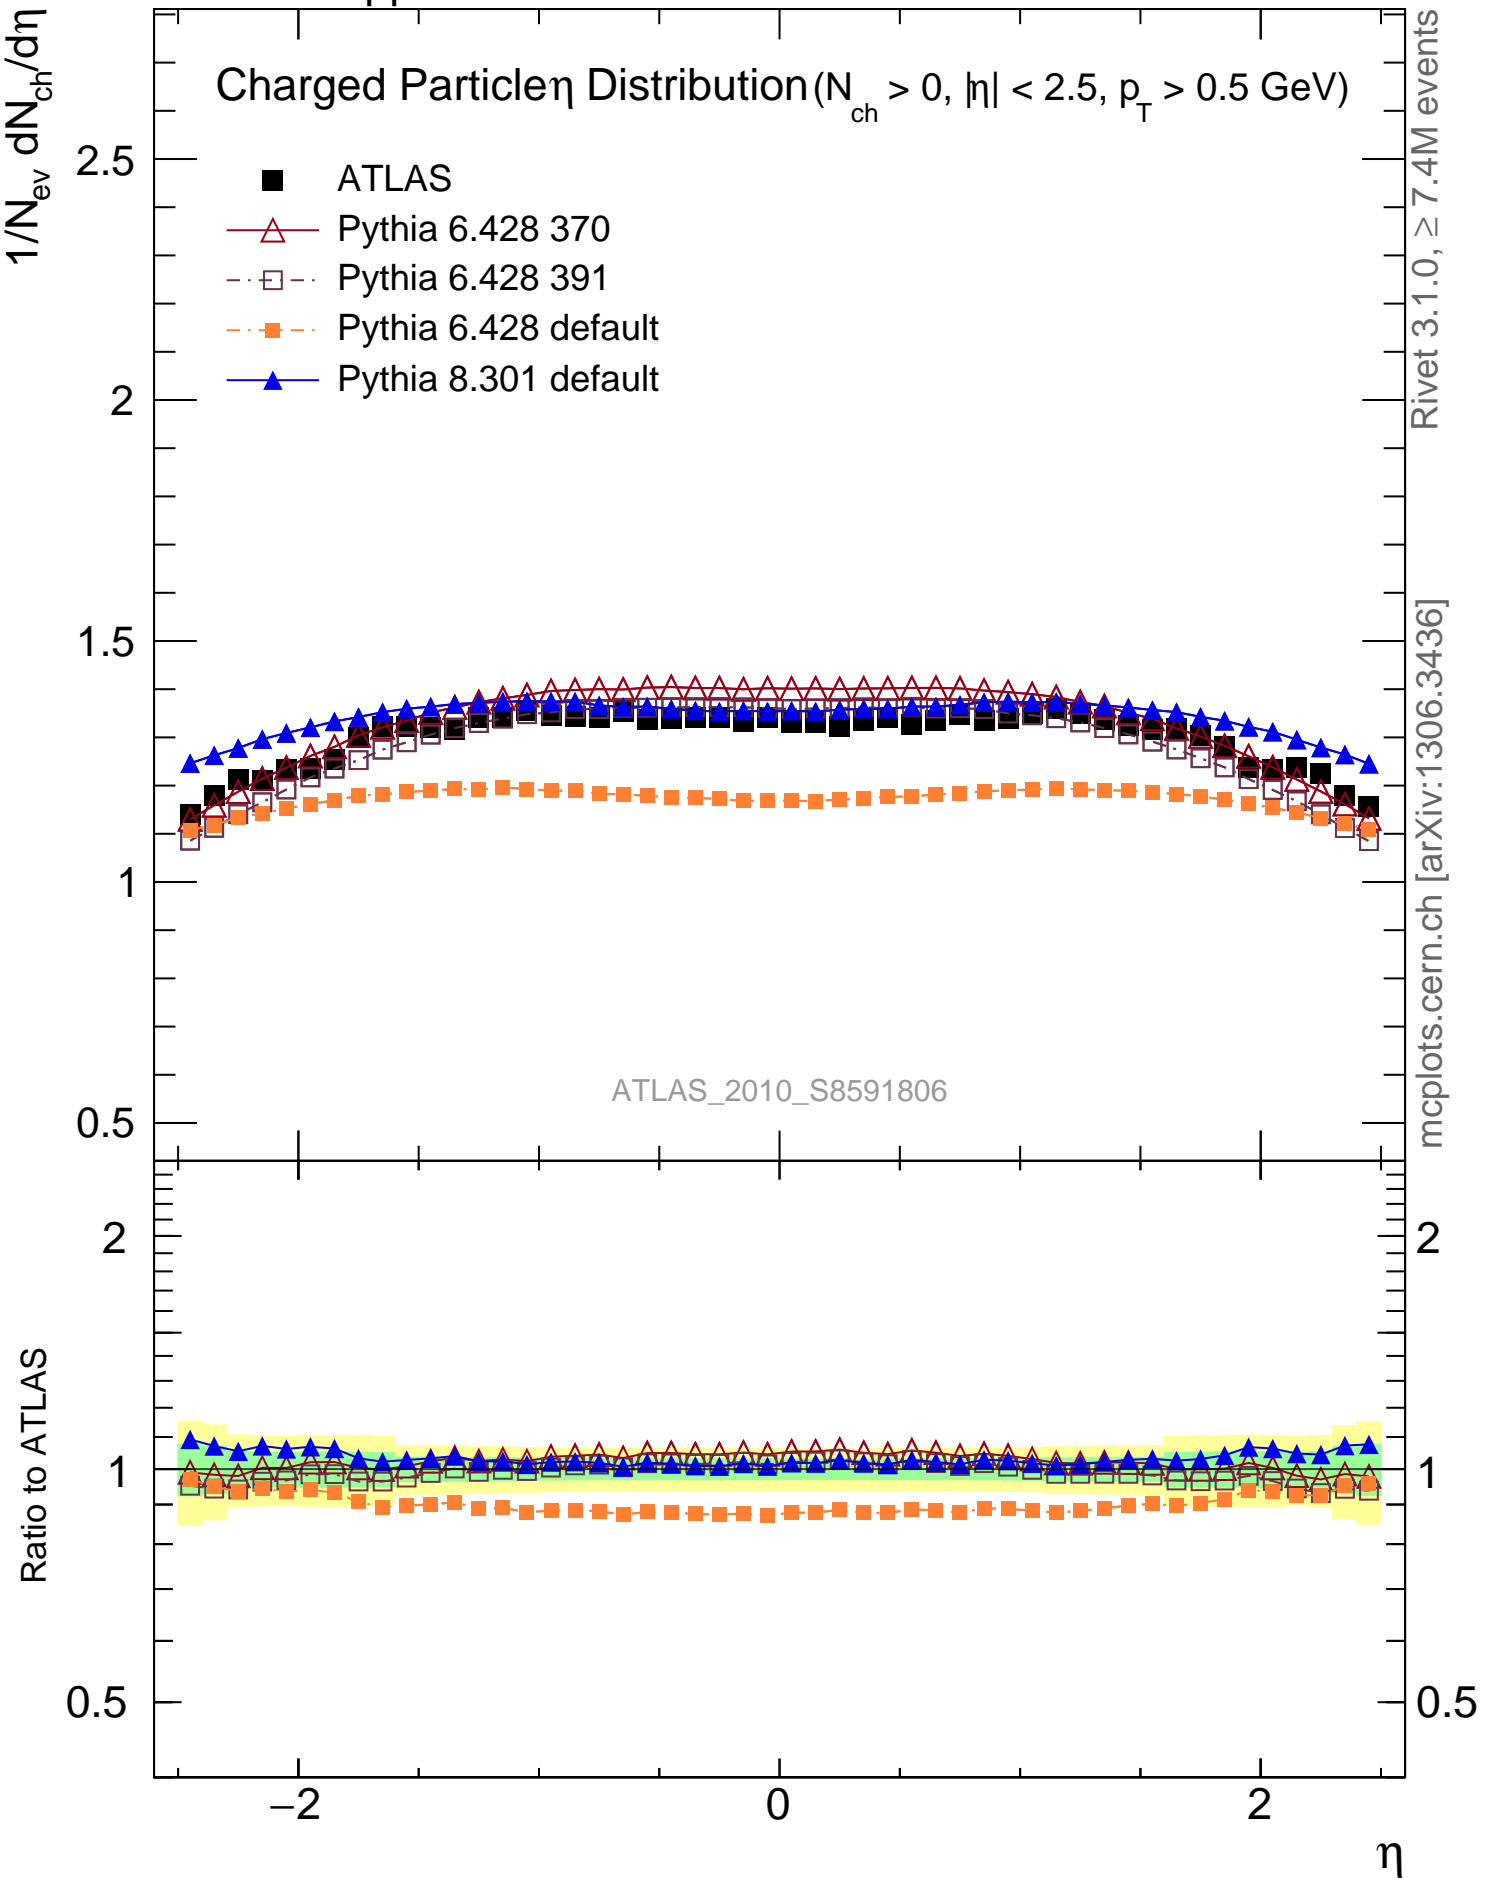 1/N_ev dN_ch/dη
Charged Particle η Distribution (N_ch > 0, |η| < 2.5, p_T > 0.5 GeV)
ATLAS
Pythia 6.428 370
Pythia 6.428 391
Pythia 6.428 default
Pythia 8.301 default
2.5
2
1.5
1
0.5
ATLAS_2010_S8591806
Rivet 3.1.0, ≥ 7.4M events
mcplots.cern.ch [arXiv:1306.3436]
Ratio to ATLAS
2
1
0.5
2
1
0.5
−2
0
2
η